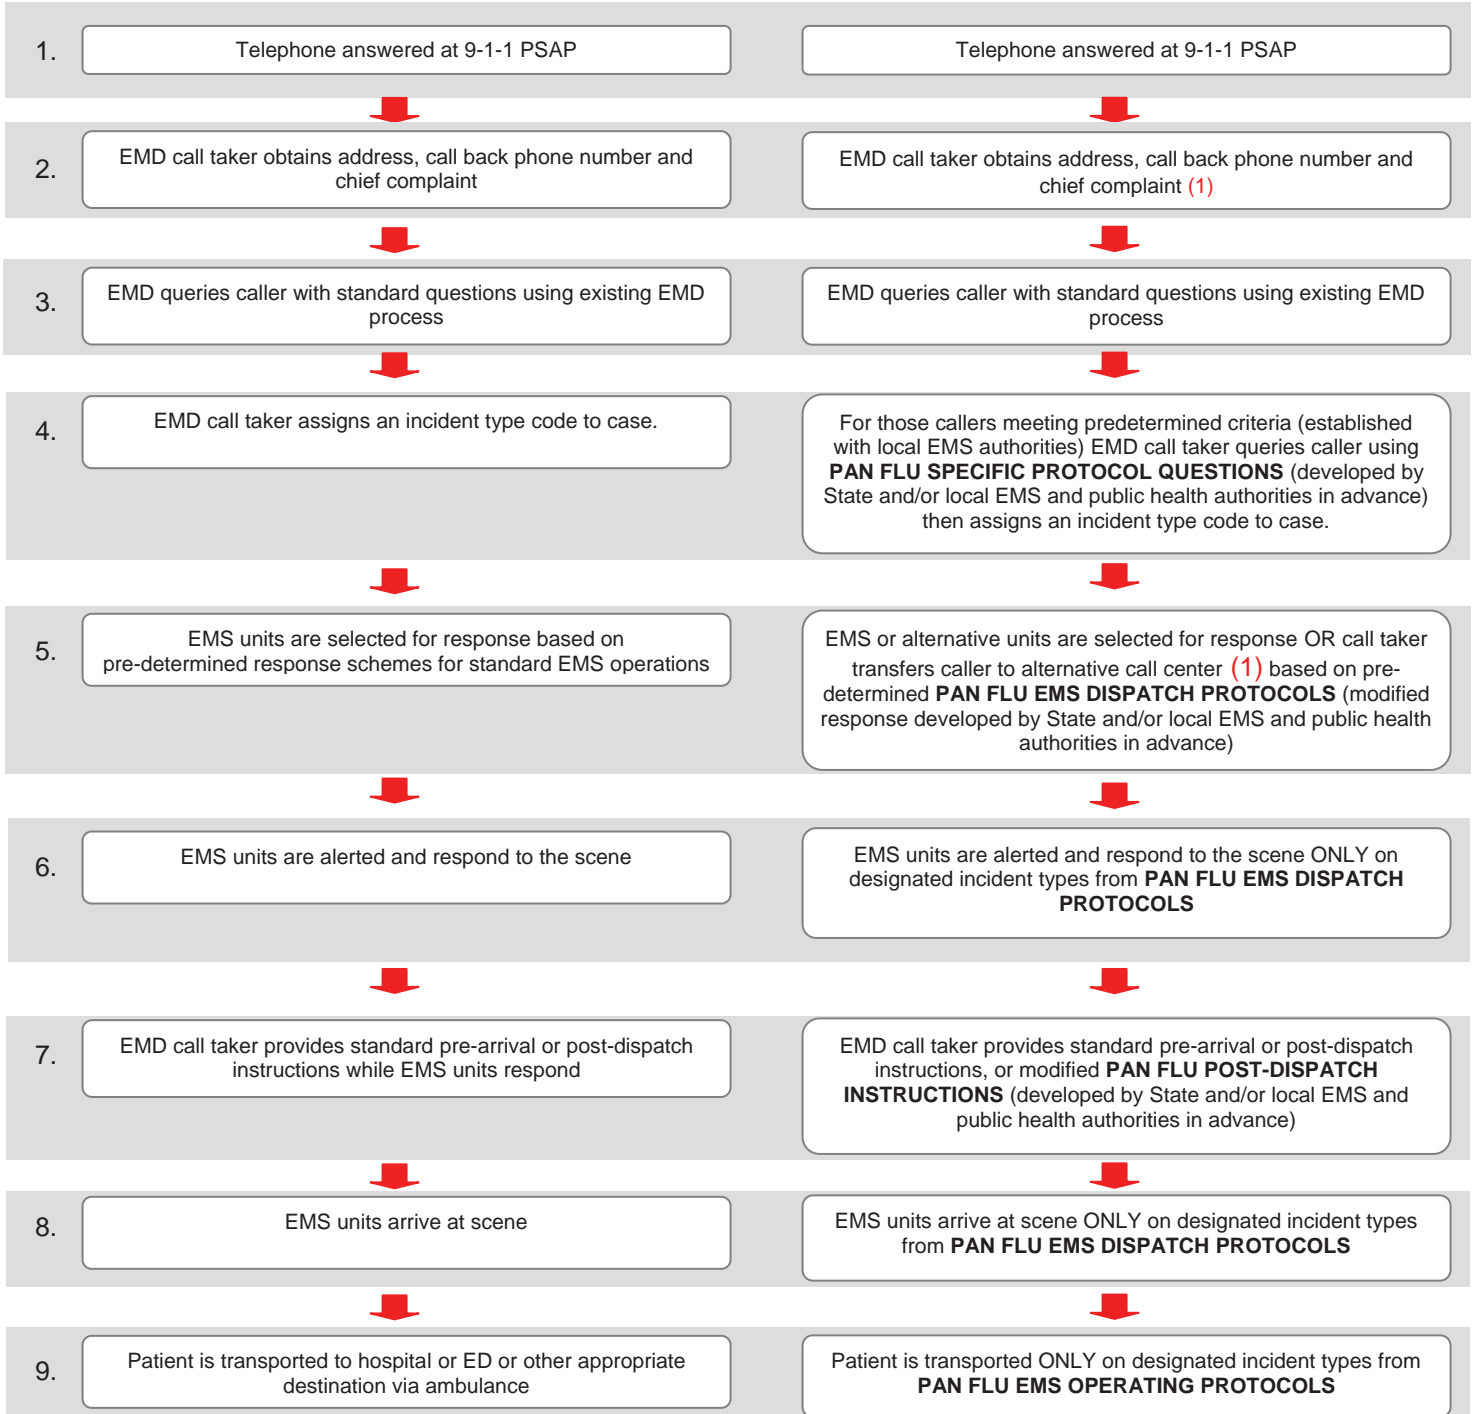 1.
Telephone answered at 9-1-1 PSAP
Telephone answered at 9-1-1 PSAP
2.
EMD call taker obtains address, call back phone number and
chief complaint
EMD call taker obtains address, call back phone number and
chief complaint (1)
3.
EMD queries caller with standard questions using existing EMD
process
EMD queries caller with standard questions using existing EMD
process
4.
EMD call taker assigns an incident type code to case.
For those callers meeting predetermined criteria (established
with local EMS authorities) EMD call taker queries caller using
PAN FLU SPECIFIC PROTOCOL QUESTIONS (developed by
State and/or local EMS and public health authorities in advance)
then assigns an incident type code to case.
5.
EMS units are selected for response based on
pre-determined response schemes for standard EMS operations
EMS or alternative units are selected for response OR call taker
transfers caller to alternative call center (1) based on pre-
determined PAN FLU EMS DISPATCH PROTOCOLS (modified
response developed by State and/or local EMS and public health
authorities in advance)
6.
EMS units are alerted and respond to the scene
EMS units are alerted and respond to the scene ONLY on
designated incident types from PAN FLU EMS DISPATCH
PROTOCOLS
7.
EMD call taker provides standard pre-arrival or post-dispatch
instructions while EMS units respond
EMD call taker provides standard pre-arrival or post-dispatch
instructions, or modified PAN FLU POST-DISPATCH
INSTRUCTIONS (developed by State and/or local EMS and
public health authorities in advance)
8.
EMS units arrive at scene
EMS units arrive at scene ONLY on designated incident types
from PAN FLU EMS DISPATCH PROTOCOLS
9.
Patient is transported to hospital or ED or other appropriate
destination via ambulance
Patient is transported ONLY on designated incident types from
PAN FLU EMS OPERATING PROTOCOLS